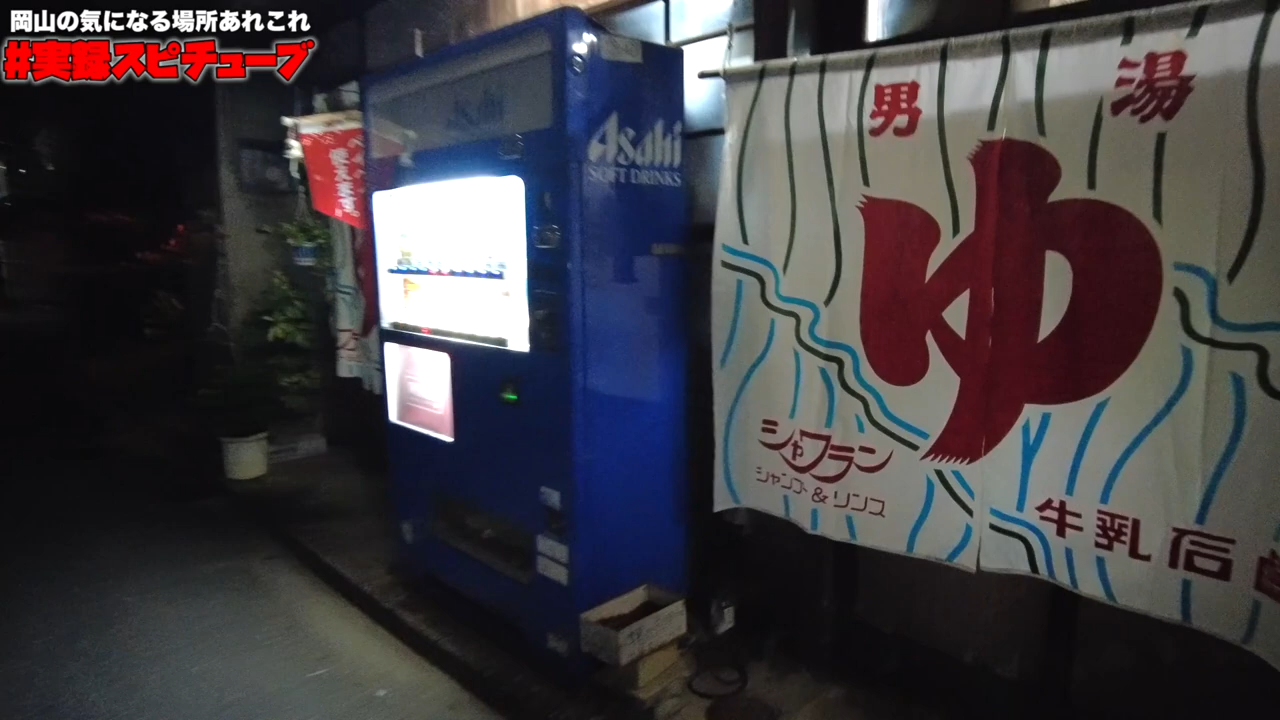 岡山の気になる場所あれこれ
#実録スピチューブ
Asahi
SOFT DRINKS
男 湯
ゆ
シャワラン
シャンプー&リンス
牛乳石